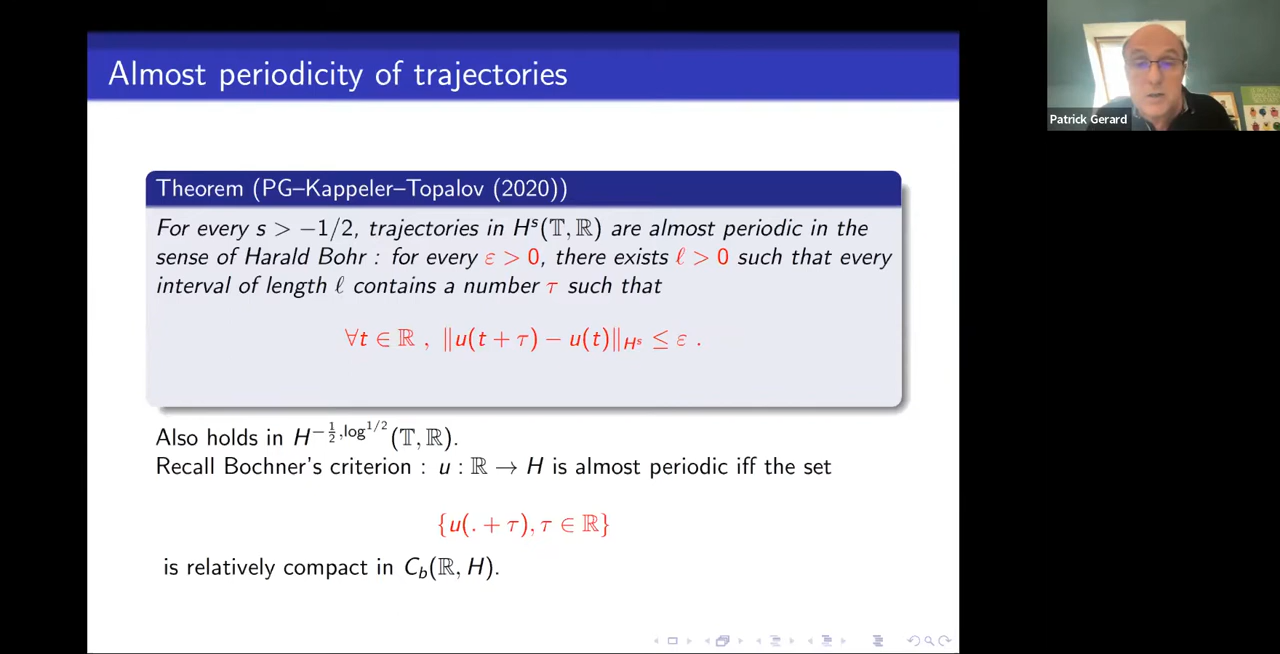 Almost periodicity of trajectories
Patrick Gerard
Theorem (PG–Kappeler–Topalov (2020))
For every s > −1/2, trajectories in Hˢ(𝕋, ℝ) are almost periodic in the
sense of Harald Bohr : for every ε > 0, there exists ℓ > 0 such that every
interval of length ℓ contains a number τ such that
∀t ∈ ℝ , ‖u(t + τ) − u(t)‖_{Hˢ} ≤ ε .
Also holds in H^{−1/2,log^{1/2}}(𝕋, ℝ).
Recall Bochner's criterion : u : ℝ → H is almost periodic iff the set
{u(. + τ), τ ∈ ℝ}
is relatively compact in C_b(ℝ, H).